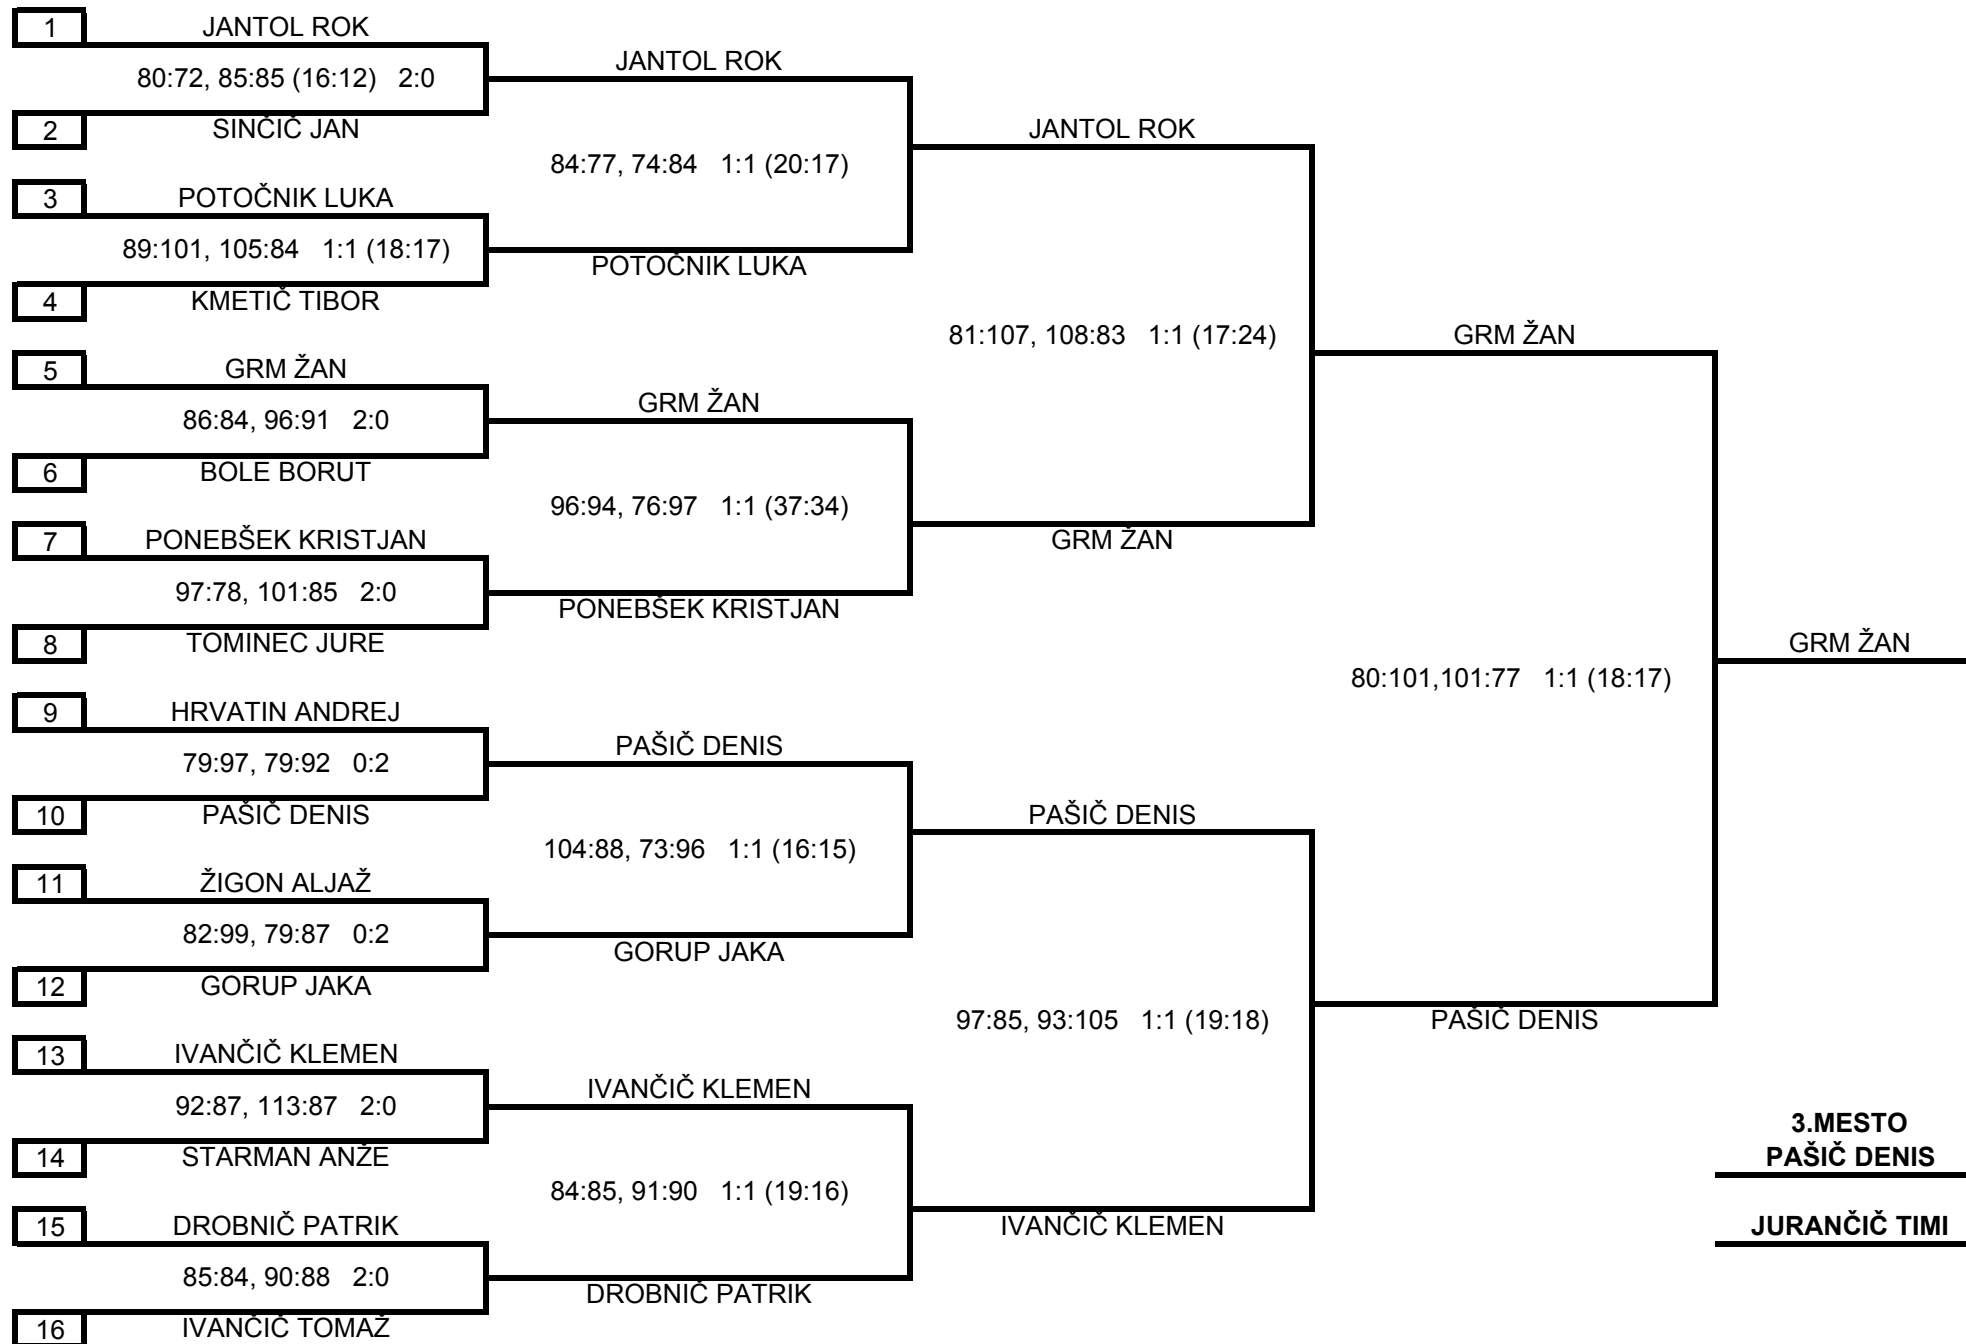 1 JANTOL ROK
80:72, 85:85 (16:12) 2:0
2 SINČIČ JAN
3 POTOČNIK LUKA
89:101, 105:84 1:1 (18:17)
4 KMETIČ TIBOR
5 GRM ŽAN
86:84, 96:91 2:0
6 BOLE BORUT
7 PONEBŠEK KRISTJAN
97:78, 101:85 2:0
8 TOMINEC JURE
9 HRVATIN ANDREJ
79:97, 79:92 0:2
10 PAŠIČ DENIS
11 ŽIGON ALJAŽ
82:99, 79:87 0:2
12 GORUP JAKA
13 IVANČIČ KLEMEN
92:87, 113:87 2:0
14 STARMAN ANŽE
15 DROBNIČ PATRIK
85:84, 90:88 2:0
16 IVANČIČ TOMAŽ
JANTOL ROK
84:77, 74:84 1:1 (20:17)
POTOČNIK LUKA
GRM ŽAN
96:94, 76:97 1:1 (37:34)
PONEBŠEK KRISTJAN
PAŠIČ DENIS
104:88, 73:96 1:1 (16:15)
GORUP JAKA
IVANČIČ KLEMEN
84:85, 91:90 1:1 (19:16)
DROBNIČ PATRIK
JANTOL ROK
81:107, 108:83 1:1 (17:24)
GRM ŽAN
PAŠIČ DENIS
97:85, 93:105 1:1 (19:18)
IVANČIČ KLEMEN
GRM ŽAN
80:101,101:77 1:1 (18:17)
PAŠIČ DENIS
GRM ŽAN
3.MESTO
PAŠIČ DENIS
JURANČIČ TIMI